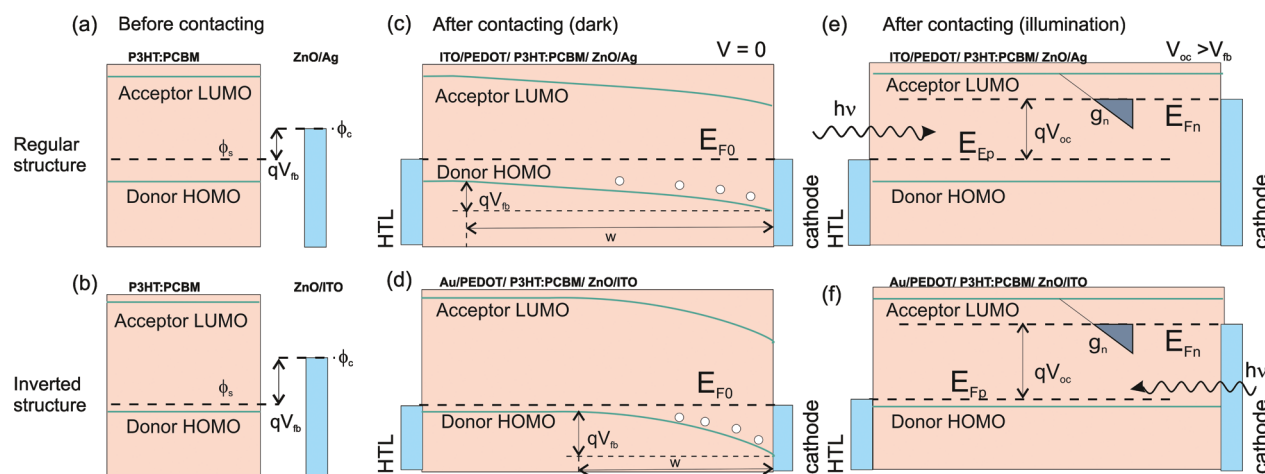 (a) Before contacting
P3HT:PCBM
ZnO/Ag
Acceptor LUMO
ϕc
ϕs
qVfb
Donor HOMO
Regular
structure
(c) After contacting (dark)
V = 0
ITO/PEDOT/ P3HT:PCBM/ ZnO/Ag
Acceptor LUMO
EF0
Donor HOMO
qVfb
w
HTL
cathode
(e) After contacting (illumination)
ITO/PEDOT/ P3HT:PCBM/ ZnO/Ag
Voc >Vfb
Acceptor LUMO
hν
gn
EFn
qVoc
EFp
Donor HOMO
HTL
cathode
(b)
P3HT:PCBM
ZnO/ITO
Acceptor LUMO
ϕc
ϕs
qVfb
Donor HOMO
Inverted
structure
(d)
Au/PEDOT/ P3HT:PCBM/ ZnO/ITO
Acceptor LUMO
EF0
Donor HOMO
qVfb
w
HTL
cathode
(f)
Au/PEDOT/ P3HT:PCBM/ ZnO/ITO
Acceptor LUMO
gn
EFn
qVoc
hν
EFp
Donor HOMO
HTL
cathode